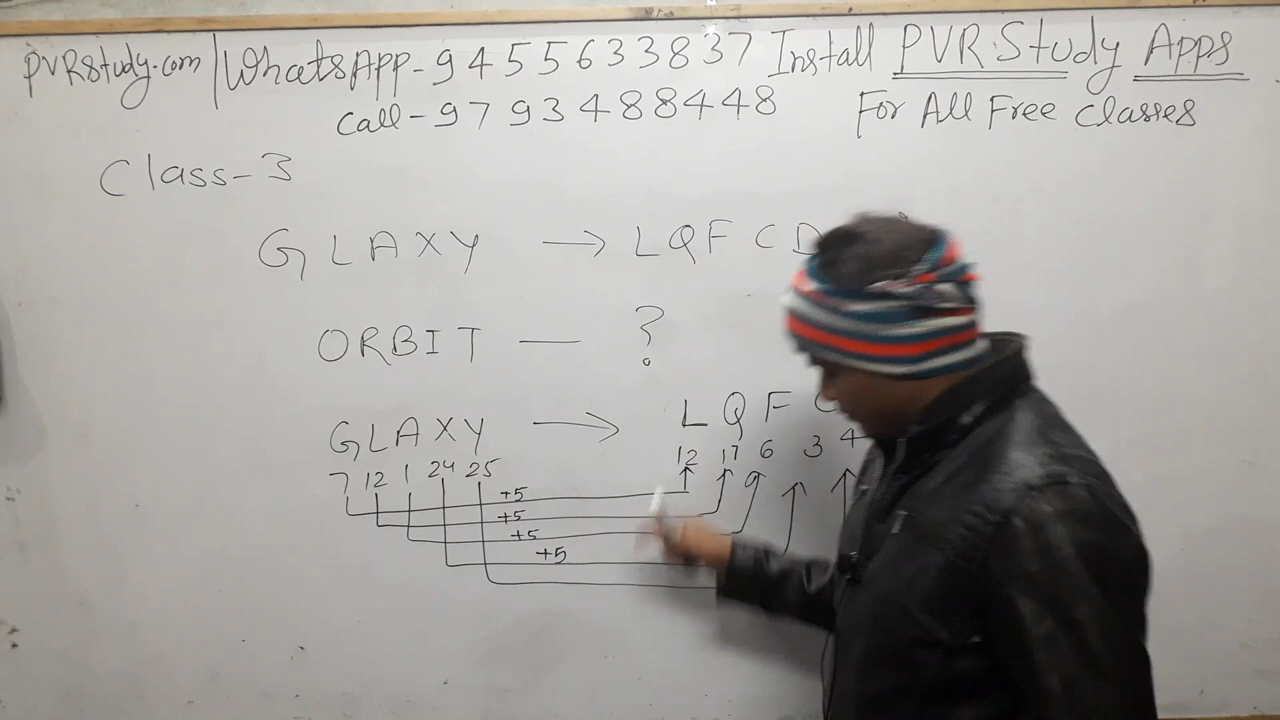 PVRstudy.com | WhatsApp-9455633837 Install PVR Study Apps
Call-9793488448 For All Free Classes
Class-3
GLAXY → LQFCD
ORBIT — ?
GLAXY → LQFC
7 12 1 24 25 12 17 6 3 4
+5
+5
+5
+5